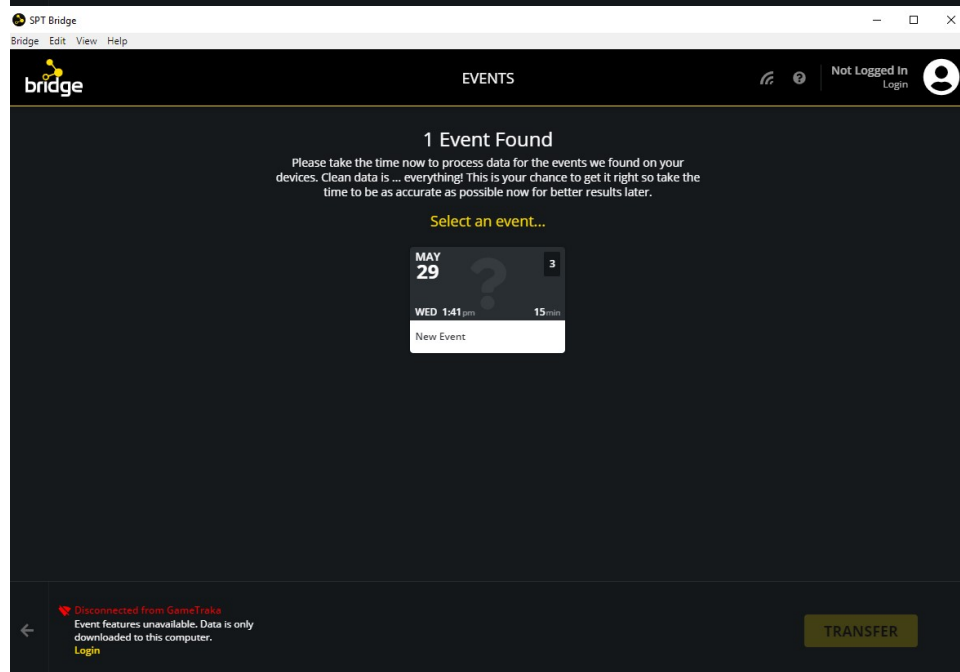 SPT Bridge
Bridge Edit View Help
bridge
EVENTS
Not Logged In
Login
1 Event Found
Please take the time now to process data for the events we found on your
devices. Clean data is ... everything! This is your chance to get it right so take the
time to be as accurate as possible now for better results later.
Select an event...
MAY
29
3
?
WED 1:41pm
15min
New Event
Disconnected from GameTraka
Event features unavailable. Data is only
downloaded to this computer.
Login
TRANSFER